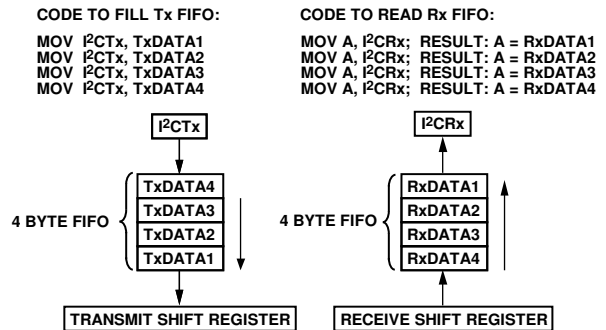 CODE TO FILL Tx FIFO:
MOV I²CTx, TxDATA1
MOV I²CTx, TxDATA2
MOV I²CTx, TxDATA3
MOV I²CTx, TxDATA4
I²CTx
4 BYTE FIFO
TxDATA4
TxDATA3
TxDATA2
TxDATA1
TRANSMIT SHIFT REGISTER
CODE TO READ Rx FIFO:
MOV A, I²CRx; RESULT: A = RxDATA1
MOV A, I²CRx; RESULT: A = RxDATA2
MOV A, I²CRx; RESULT: A = RxDATA3
MOV A, I²CRx; RESULT: A = RxDATA4
I²CRx
4 BYTE FIFO
RxDATA1
RxDATA2
RxDATA3
RxDATA4
RECEIVE SHIFT REGISTER